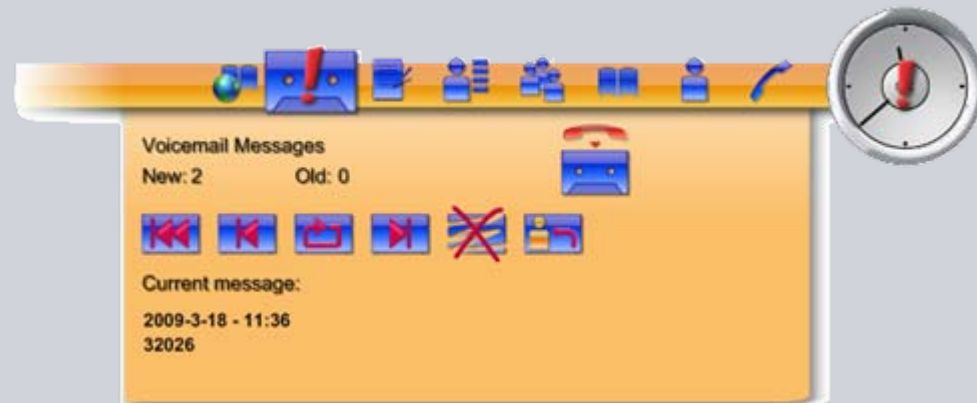 Voicemail Messages
New: 2 Old: 0
Current message:
2009-3-18 - 11:36
32026